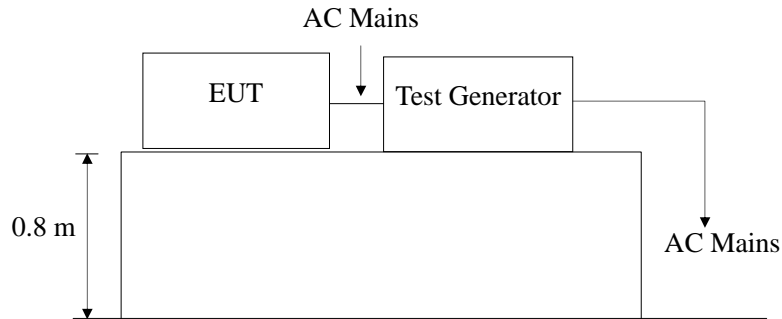 AC Mains
EUT
Test Generator
0.8 m
AC Mains